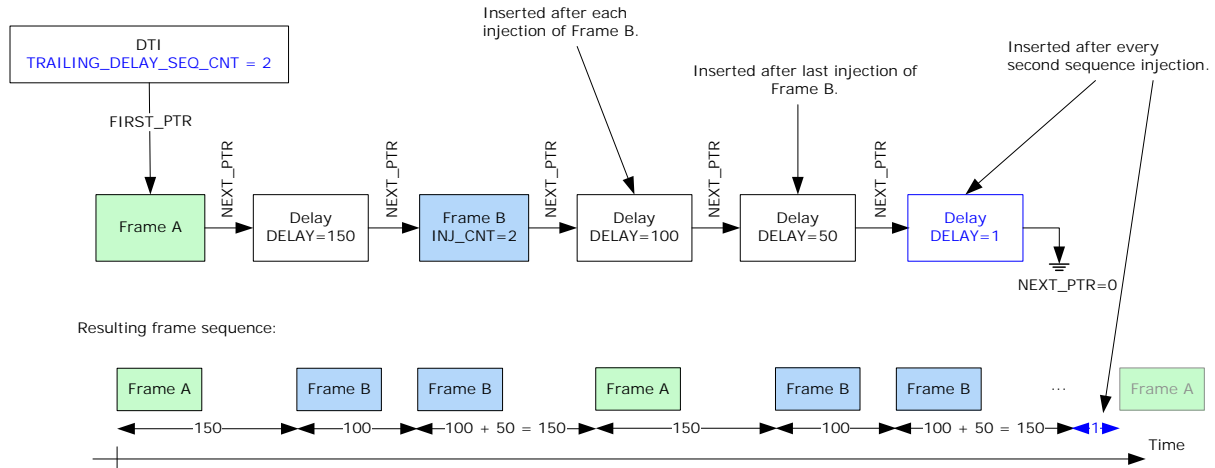 Inserted after each
injection of Frame B.
DTI
TRAILING_DELAY_SEQ_CNT = 2
Inserted after every
second sequence injection.
Inserted after last injection of
Frame B.
FIRST_PTR
NEXT_PTR
NEXT_PTR
NEXT_PTR
NEXT_PTR
NEXT_PTR
Frame A
Delay
DELAY=150
Frame B
INJ_CNT=2
Delay
DELAY=100
Delay
DELAY=50
Delay
DELAY=1
NEXT_PTR=0
Resulting frame sequence:
Frame A
Frame B
Frame B
Frame A
Frame B
Frame B
...
Frame A
150
100
100 + 50 = 150
150
100
100 + 50 = 150
1
Time